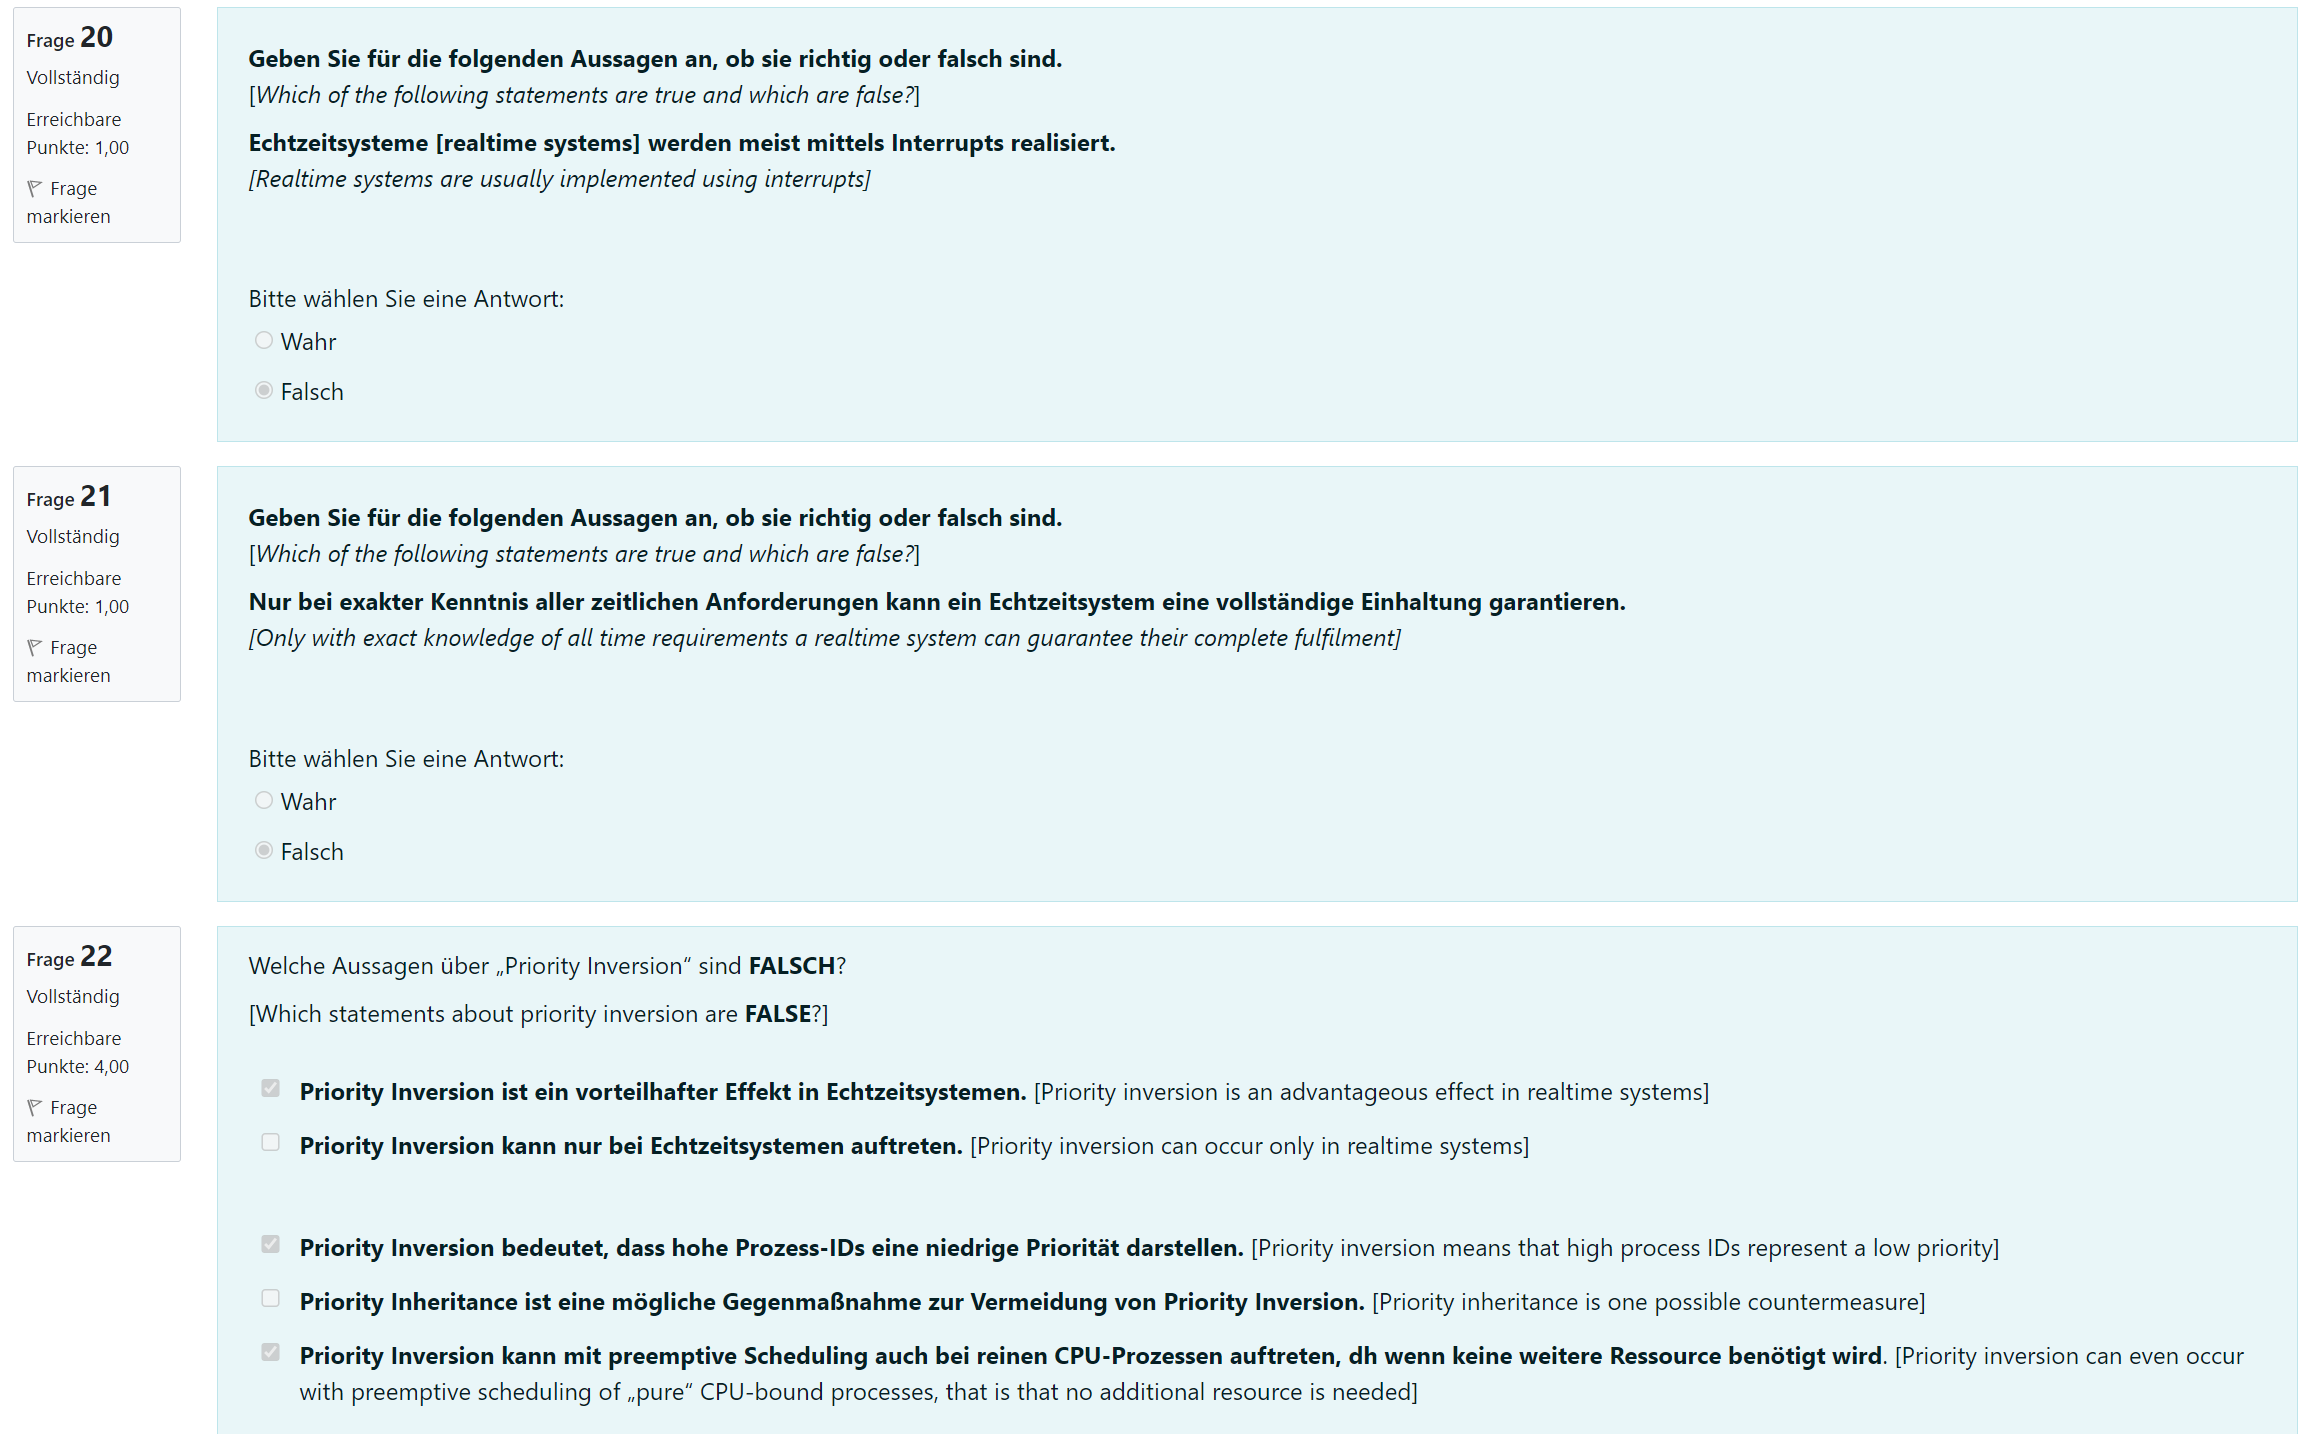 Frage 20
Vollständig
Erreichbare
Punkte: 1,00
Frage
markieren
Geben Sie für die folgenden Aussagen an, ob sie richtig oder falsch sind.
[Which of the following statements are true and which are false?]
Echtzeitsysteme [realtime systems] werden meist mittels Interrupts realisiert.
[Realtime systems are usually implemented using interrupts]
Bitte wählen Sie eine Antwort:
Wahr
Falsch
Frage 21
Vollständig
Erreichbare
Punkte: 1,00
Frage
markieren
Geben Sie für die folgenden Aussagen an, ob sie richtig oder falsch sind.
[Which of the following statements are true and which are false?]
Nur bei exakter Kenntnis aller zeitlichen Anforderungen kann ein Echtzeitsystem eine vollständige Einhaltung garantieren.
[Only with exact knowledge of all time requirements a realtime system can guarantee their complete fulfilment]
Bitte wählen Sie eine Antwort:
Wahr
Falsch
Frage 22
Vollständig
Erreichbare
Punkte: 4,00
Frage
markieren
Welche Aussagen über „Priority Inversion“ sind FALSCH?
[Which statements about priority inversion are FALSE?]
Priority Inversion ist ein vorteilhafter Effekt in Echtzeitsystemen. [Priority inversion is an advantageous effect in realtime systems]
Priority Inversion kann nur bei Echtzeitsystemen auftreten. [Priority inversion can occur only in realtime systems]
Priority Inversion bedeutet, dass hohe Prozess-IDs eine niedrige Priorität darstellen. [Priority inversion means that high process IDs represent a low priority]
Priority Inheritance ist eine mögliche Gegenmaßnahme zur Vermeidung von Priority Inversion. [Priority inheritance is one possible countermeasure]
Priority Inversion kann mit preemptive Scheduling auch bei reinen CPU-Prozessen auftreten, dh wenn keine weitere Ressource benötigt wird. [Priority inversion can even occur
with preemptive scheduling of „pure“ CPU-bound processes, that is that no additional resource is needed]